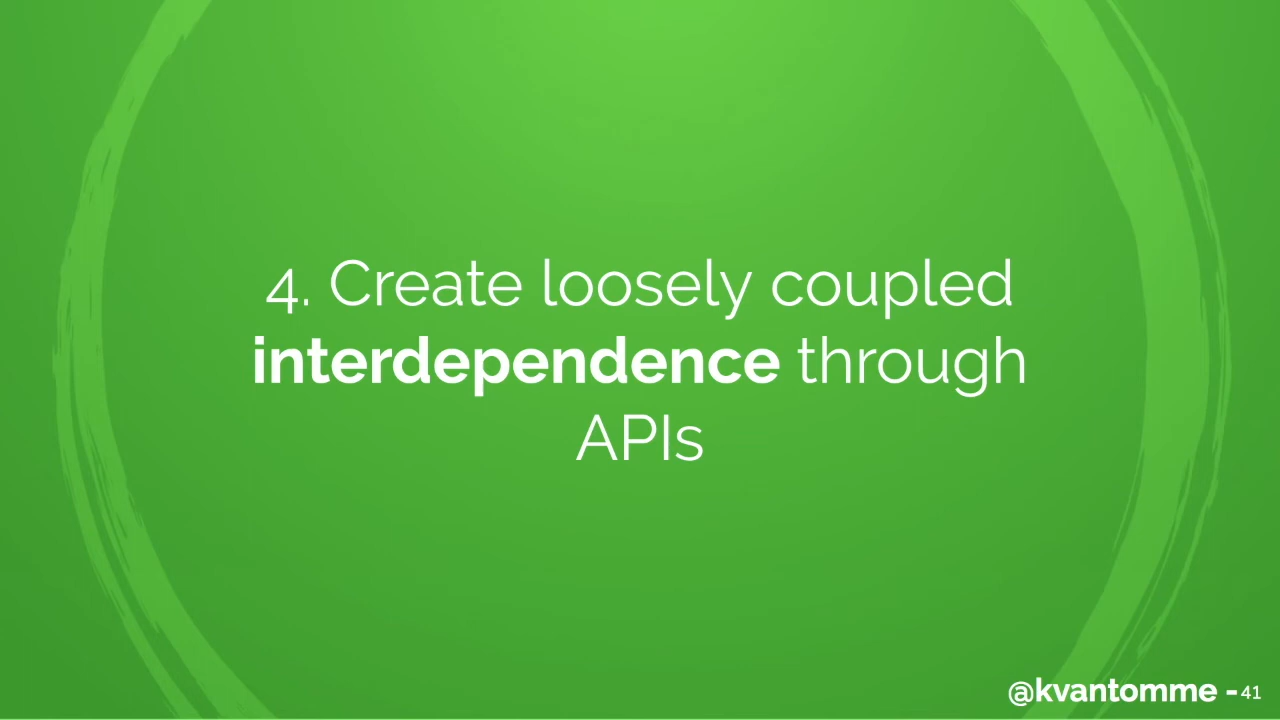 4. Create loosely coupled
interdependence through
APIs
@kvantomme - 41